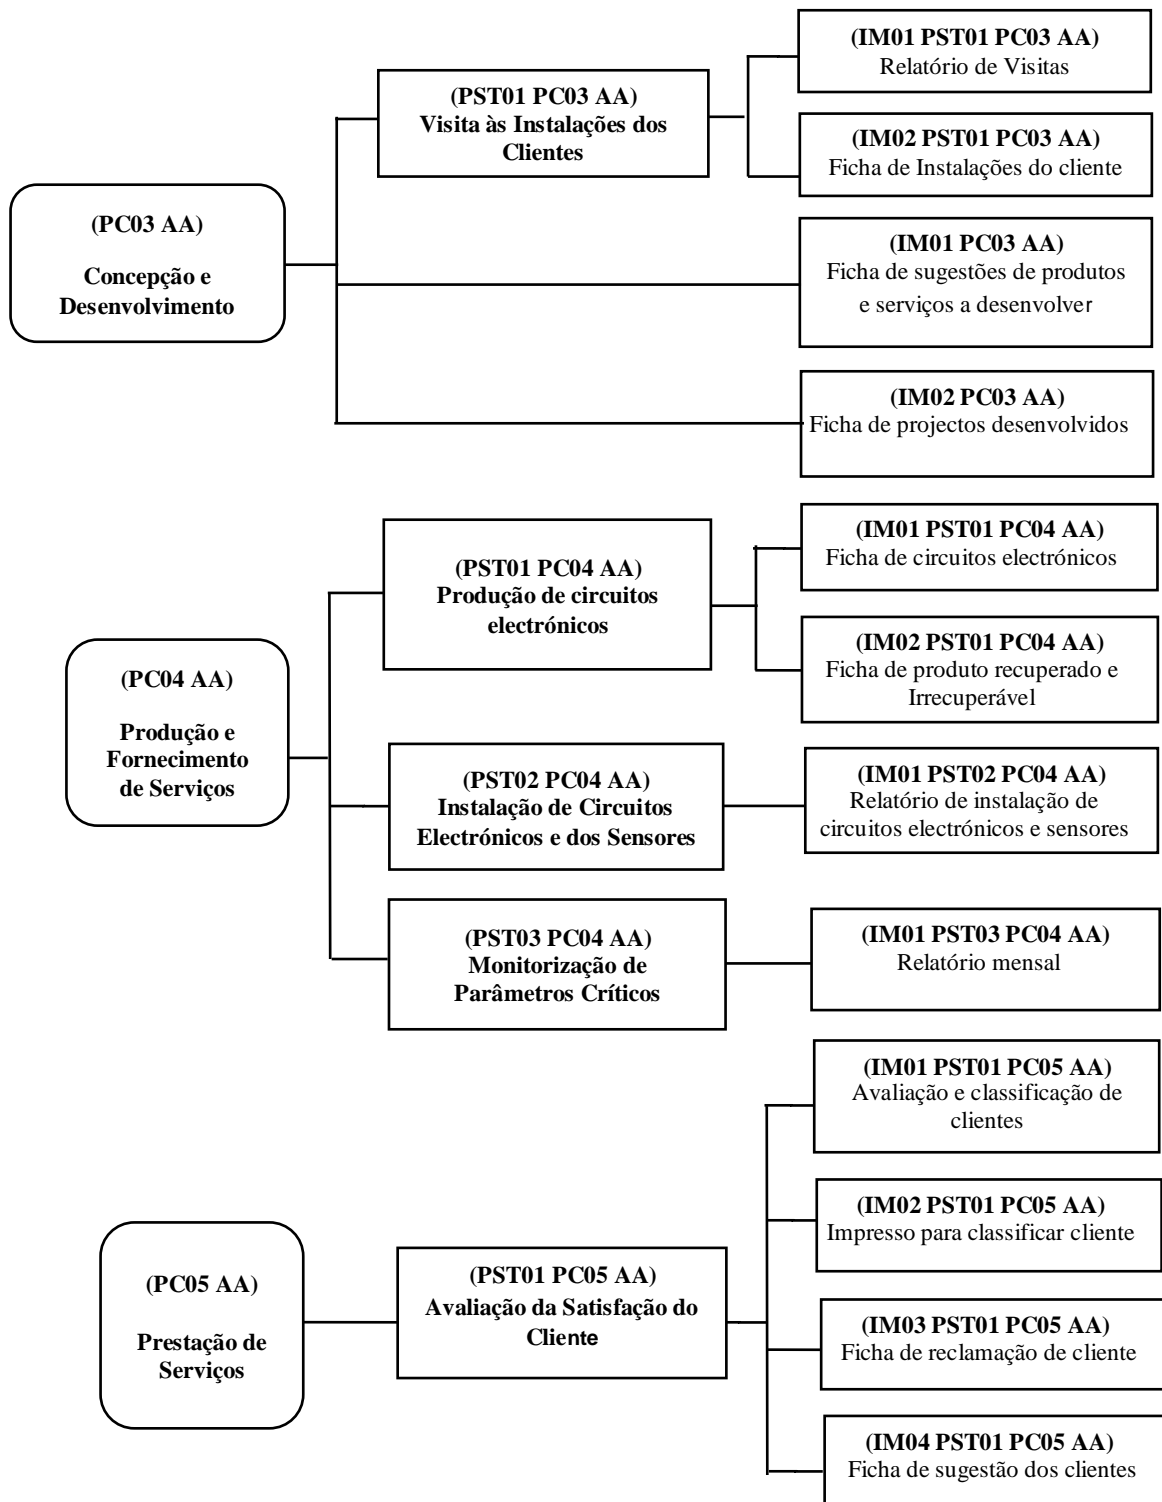 (IM01 PST01 PC03 AA)
Relatório de Visitas
(PST01 PC03 AA)
Visita às Instalações dos
Clientes
(IM02 PST01 PC03 AA)
Ficha de Instalações do cliente
(PC03 AA)
Concepção e
Desenvolvimento
(IM01 PC03 AA)
Ficha de sugestões de produtos
e serviços a desenvolver
(IM02 PC03 AA)
Ficha de projectos desenvolvidos
(IM01 PST01 PC04 AA)
Ficha de circuitos electrónicos
(PST01 PC04 AA)
Produção de circuitos
electrónicos
(IM02 PST01 PC04 AA)
Ficha de produto recuperado e
Irrecuperável
(PC04 AA)
Produção e
Fornecimento
de Serviços
(PST02 PC04 AA)
Instalação de Circuitos
Electrónicos e dos Sensores
(IM01 PST02 PC04 AA)
Relatório de instalação de
circuitos electrónicos e sensores
(PST03 PC04 AA)
Monitorização de
Parâmetros Críticos
(IM01 PST03 PC04 AA)
Relatório mensal
(IM01 PST01 PC05 AA)
Avaliação e classificação de
clientes
(IM02 PST01 PC05 AA)
Impresso para classificar cliente
(PC05 AA)
Prestação de
Serviços
(PST01 PC05 AA)
Avaliação da Satisfação do
Cliente
(IM03 PST01 PC05 AA)
Ficha de reclamação de cliente
(IM04 PST01 PC05 AA)
Ficha de sugestão dos clientes